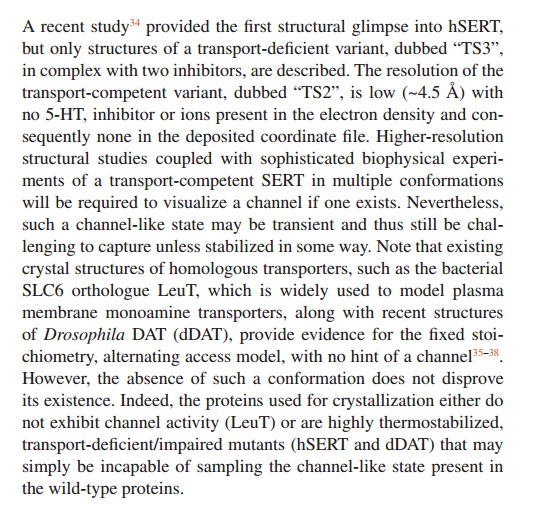 A recent study34 provided the first structural glimpse into hSERT,
but only structures of a transport-deficient variant, dubbed “TS3”,
in complex with two inhibitors, are described. The resolution of the
transport-competent variant, dubbed “TS2”, is low (~4.5 Å) with
no 5-HT, inhibitor or ions present in the electron density and con-
sequently none in the deposited coordinate file. Higher-resolution
structural studies coupled with sophisticated biophysical experi-
ments of a transport-competent SERT in multiple conformations
will be required to visualize a channel if one exists. Nevertheless,
such a channel-like state may be transient and thus still be chal-
lenging to capture unless stabilized in some way. Note that existing
crystal structures of homologous transporters, such as the bacterial
SLC6 orthologue LeuT, which is widely used to model plasma
membrane monoamine transporters, along with recent structures
of Drosophila DAT (dDAT), provide evidence for the fixed stoi-
chiometry, alternating access model, with no hint of a channel35–38.
However, the absence of such a conformation does not disprove
its existence. Indeed, the proteins used for crystallization either do
not exhibit channel activity (LeuT) or are highly thermostabilized,
transport-deficient/impaired mutants (hSERT and dDAT) that may
simply be incapable of sampling the channel-like state present in
the wild-type proteins.